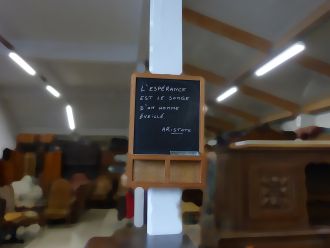 L'ESPÉRANCE
EST LE SONGE
D'UN HOMME
ÉVEILLÉ.
ARISTOTE